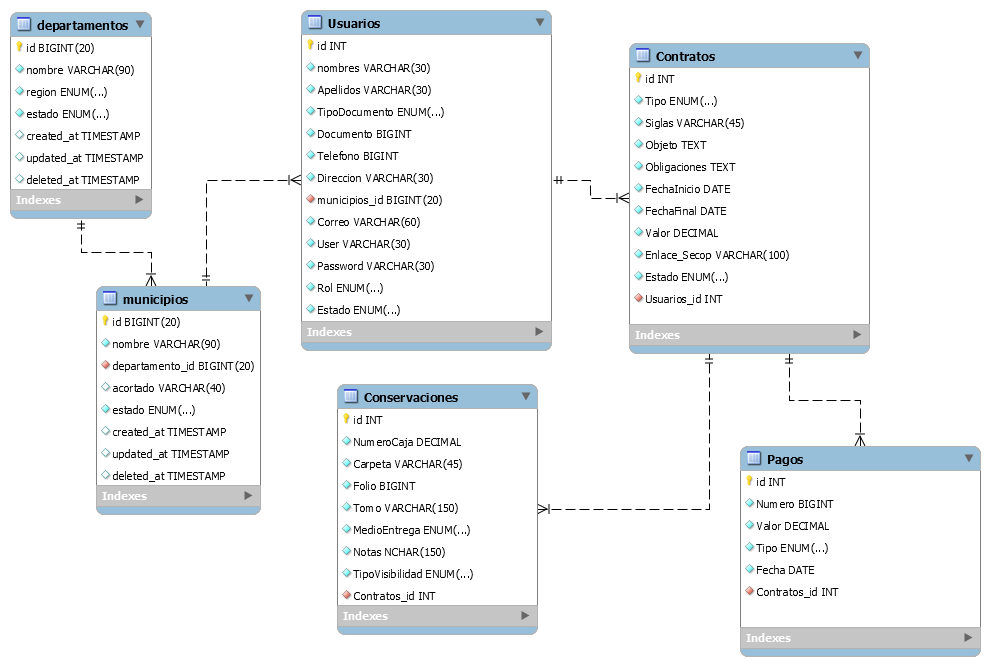 departamentos
id BIGINT(20)
nombre VARCHAR(90)
region ENUM(...)
estado ENUM(...)
created_at TIMESTAMP
updated_at TIMESTAMP
deleted_at TIMESTAMP
Indexes
municipios
id BIGINT(20)
nombre VARCHAR(90)
departamento_id BIGINT(20)
acortado VARCHAR(40)
estado ENUM(...)
created_at TIMESTAMP
updated_at TIMESTAMP
deleted_at TIMESTAMP
Indexes
Usuarios
id INT
nombres VARCHAR(30)
Apellidos VARCHAR(30)
TipoDocumento ENUM(...)
Documento BIGINT
Telefono BIGINT
Direccion VARCHAR(30)
municipios_id BIGINT(20)
Correo VARCHAR(60)
User VARCHAR(30)
Password VARCHAR(30)
Rol ENUM(...)
Estado ENUM(...)
Indexes
Conservaciones
id INT
NumeroCaja DECIMAL
Carpeta VARCHAR(45)
Folio BIGINT
Tomo VARCHAR(150)
MedioEntrega ENUM(...)
Notas NCHAR(150)
TipoVisibilidad ENUM(...)
Contratos_id INT
Indexes
Contratos
id INT
Tipo ENUM(...)
Siglas VARCHAR(45)
Objeto TEXT
Obligaciones TEXT
FechaInicio DATE
FechaFinal DATE
Valor DECIMAL
Enlace_Secop VARCHAR(100)
Estado ENUM(...)
Usuarios_id INT
Indexes
Pagos
id INT
Numero BIGINT
Valor DECIMAL
Tipo ENUM(...)
Fecha DATE
Contratos_id INT
Indexes